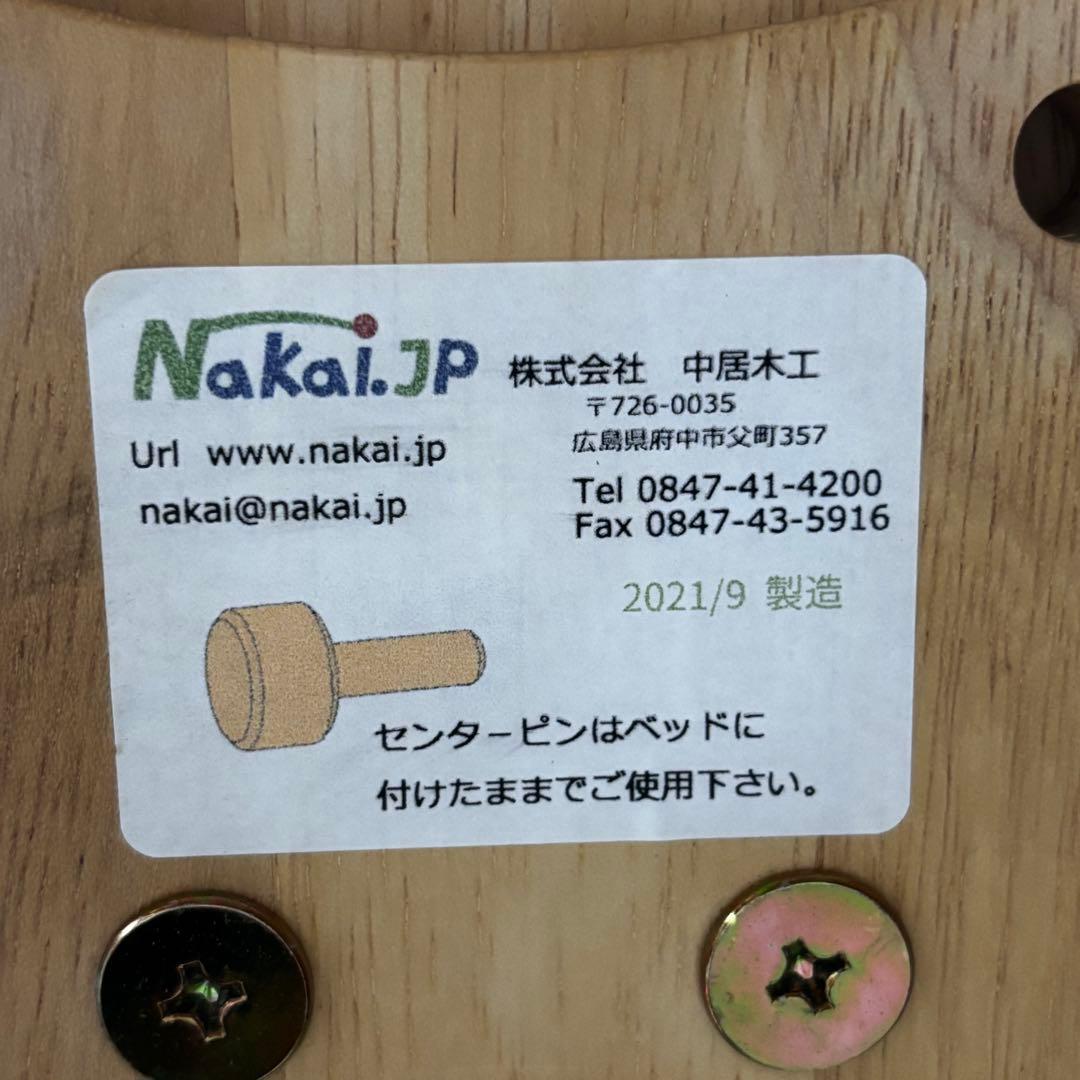 Nakai.JP
株式会社 中居木工
〒726-0035
広島県府中市父町357
Url www.nakai.jp
nakai@nakai.jp
Tel 0847-41-4200
Fax 0847-43-5916
2021/9 製造
センターピンはベッドに
付けたままでご使用下さい。